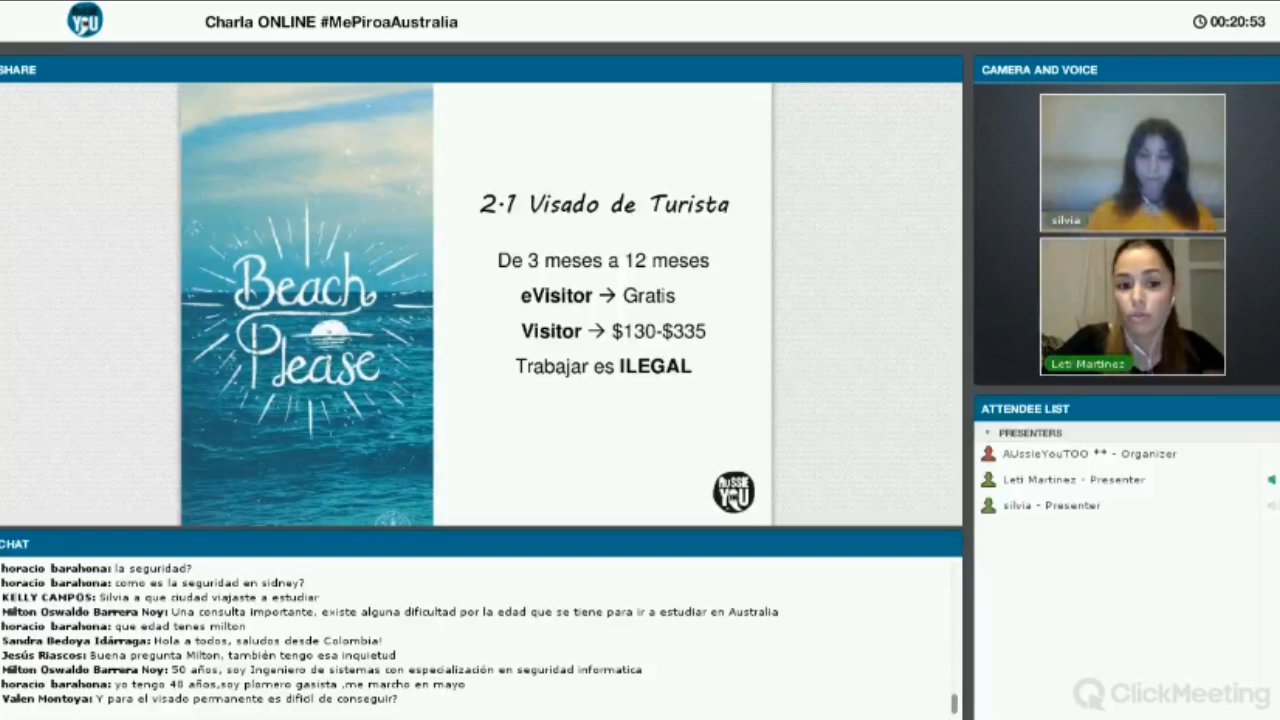 AUSSIE YOU
Charla ONLINE #MePiroaAustralia
00:20:53
SHARE
Beach
Please
2.1 Visado de Turista
De 3 meses a 12 meses
eVisitor → Gratis
Visitor → $130-$335
Trabajar es ILEGAL
AUSSIE YOU
CAMERA AND VOICE
silvia
Leti Martinez
ATTENDEE LIST
PRESENTERS
AUssieYouTOO ** - Organizer
Leti Martinez - Presenter
silvia - Presenter
CHAT
horacio barahona: la seguridad?
horacio barahona: como es la seguridad en sidney?
KELLY CAMPOS: Silvia a que ciudad viajaste a estudiar
Milton Oswaldo Barrera Noy: Una consulta importante, existe alguna dificultad por la edad que se tiene para ir a estudiar en Australia
horacio barahona: que edad tenes milton
Sandra Bedoya Idárraga: Hola a todos, saludos desde Colombia!
Jesús Riascos: Buena pregunta Milton, también tengo esa inquietud
Milton Oswaldo Barrera Noy: 50 años, soy Ingeniero de sistemas con especialización en seguridad informatica
horacio barahona: yo tengo 48 años,soy plomero gasista ,me marcho en mayo
Valen Montoya: Y para el visado permanente es difícil de conseguir?
ClickMeeting